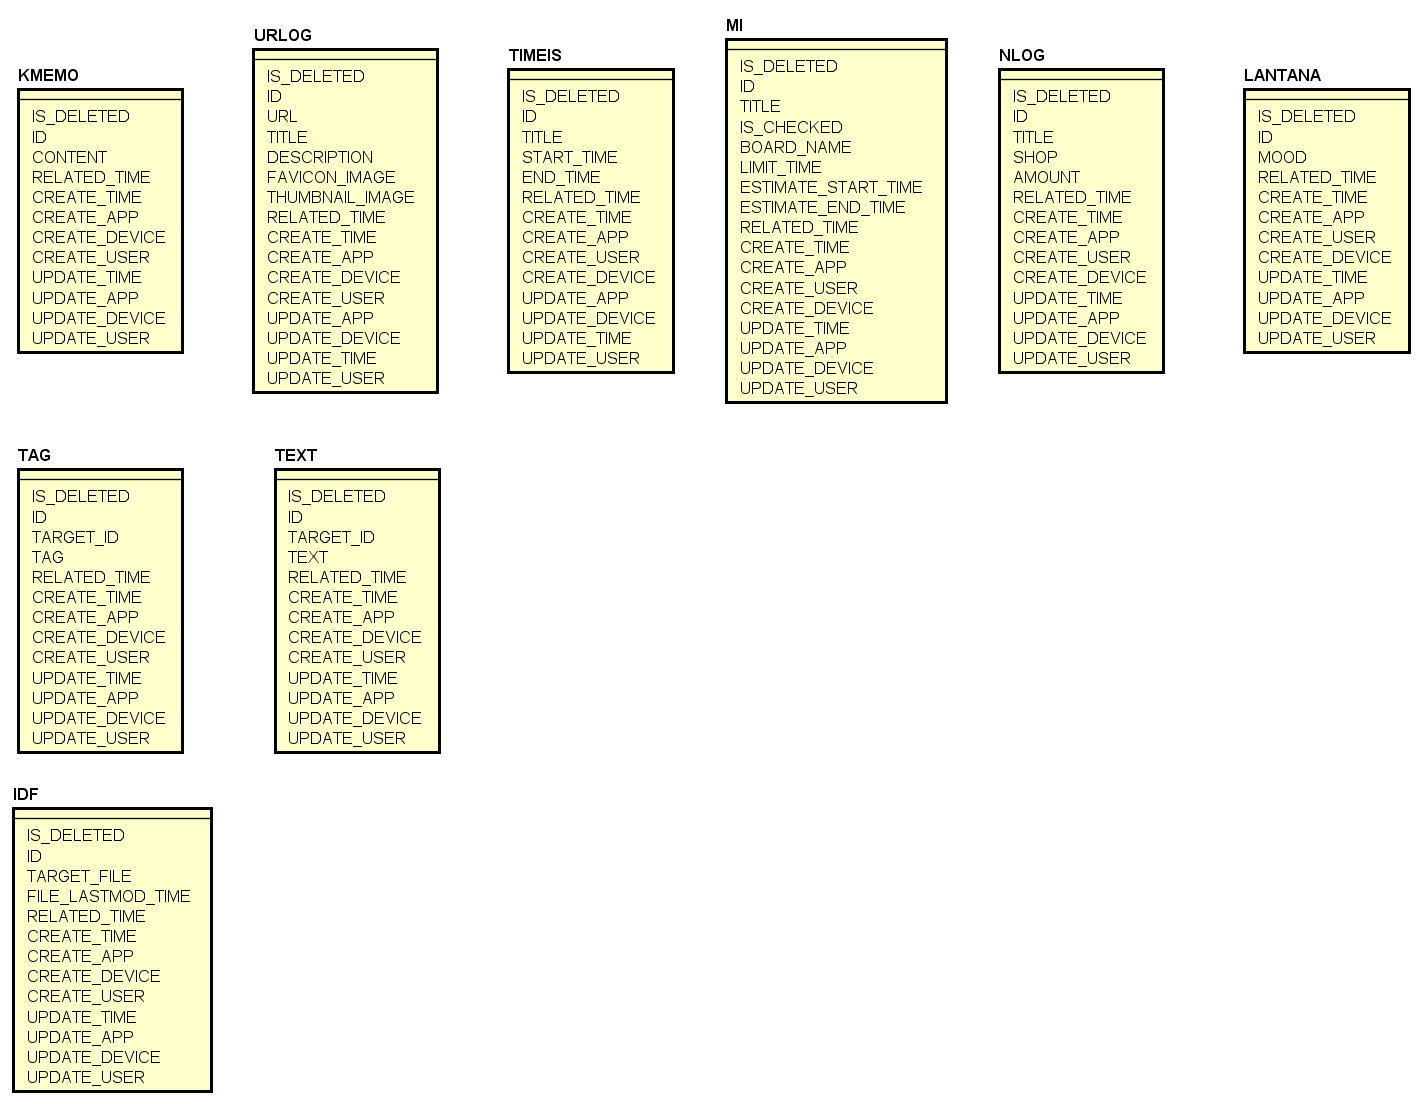 KMEMO
IS_DELETED
ID
CONTENT
RELATED_TIME
CREATE_TIME
CREATE_APP
CREATE_DEVICE
CREATE_USER
UPDATE_TIME
UPDATE_APP
UPDATE_DEVICE
UPDATE_USER
URLOG
IS_DELETED
ID
URL
TITLE
DESCRIPTION
FAVICON_IMAGE
THUMBNAIL_IMAGE
RELATED_TIME
CREATE_TIME
CREATE_APP
CREATE_DEVICE
CREATE_USER
UPDATE_APP
UPDATE_DEVICE
UPDATE_TIME
UPDATE_USER
TIMEIS
IS_DELETED
ID
TITLE
START_TIME
END_TIME
RELATED_TIME
CREATE_TIME
CREATE_APP
CREATE_USER
CREATE_DEVICE
UPDATE_APP
UPDATE_DEVICE
UPDATE_TIME
UPDATE_USER
MI
IS_DELETED
ID
TITLE
IS_CHECKED
BOARD_NAME
LIMIT_TIME
ESTIMATE_START_TIME
ESTIMATE_END_TIME
RELATED_TIME
CREATE_TIME
CREATE_APP
CREATE_USER
CREATE_DEVICE
UPDATE_TIME
UPDATE_APP
UPDATE_DEVICE
UPDATE_USER
NLOG
IS_DELETED
ID
TITLE
SHOP
AMOUNT
RELATED_TIME
CREATE_TIME
CREATE_APP
CREATE_USER
CREATE_DEVICE
UPDATE_TIME
UPDATE_APP
UPDATE_DEVICE
UPDATE_USER
LANTANA
IS_DELETED
ID
MOOD
RELATED_TIME
CREATE_TIME
CREATE_APP
CREATE_USER
CREATE_DEVICE
UPDATE_TIME
UPDATE_APP
UPDATE_DEVICE
UPDATE_USER
TAG
IS_DELETED
ID
TARGET_ID
TAG
RELATED_TIME
CREATE_TIME
CREATE_APP
CREATE_DEVICE
CREATE_USER
UPDATE_TIME
UPDATE_APP
UPDATE_DEVICE
UPDATE_USER
TEXT
IS_DELETED
ID
TARGET_ID
TEXT
RELATED_TIME
CREATE_TIME
CREATE_APP
CREATE_DEVICE
CREATE_USER
UPDATE_TIME
UPDATE_APP
UPDATE_DEVICE
UPDATE_USER
IDF
IS_DELETED
ID
TARGET_FILE
FILE_LASTMOD_TIME
RELATED_TIME
CREATE_TIME
CREATE_APP
CREATE_DEVICE
CREATE_USER
UPDATE_TIME
UPDATE_APP
UPDATE_DEVICE
UPDATE_USER